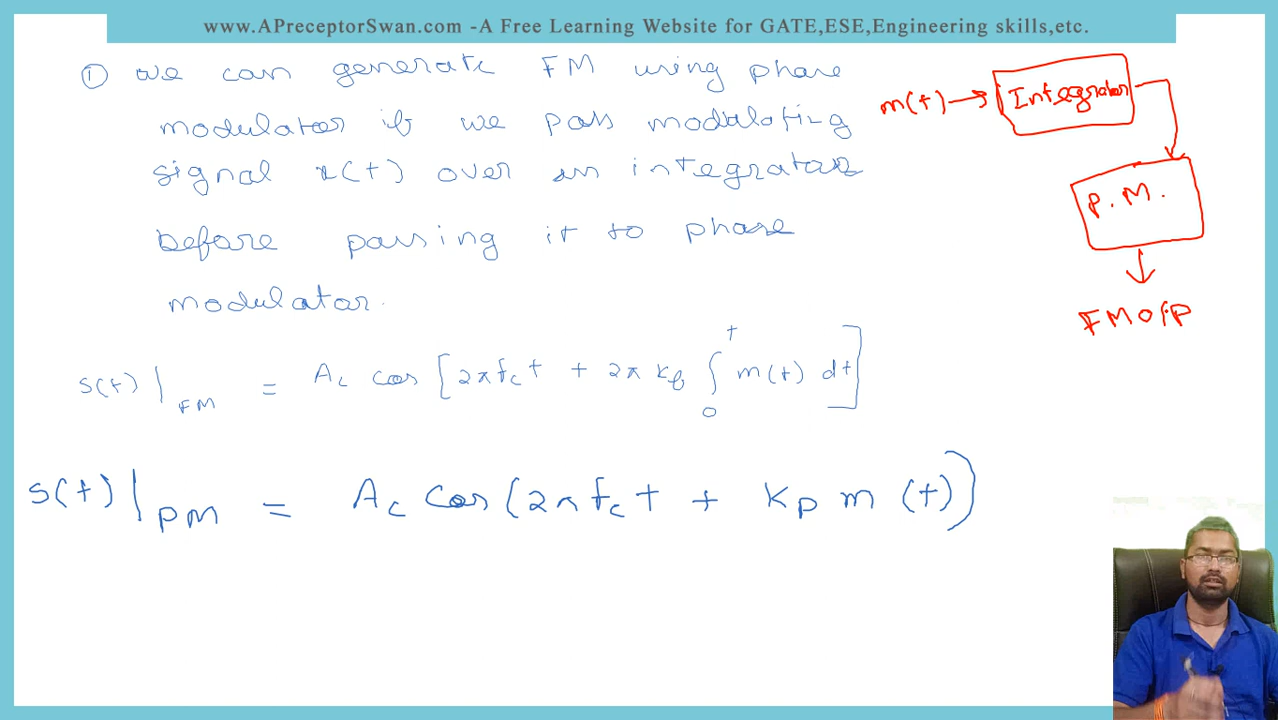 www.APreceptorSwan.com -A Free Learning Website for GATE,ESE,Engineering skills,etc.
① we can generate FM using phase
modulator if we pass modulating
signal x(t) over an integrator
before passing it to phase
modulator.
m(t) → Integrator
P.M.
FM O/P
s(t)|FM = Ac cos [2πfct + 2π kf ∫0t m(t) dt]
s(t)|PM = Ac cos(2πfct + kp m(t))